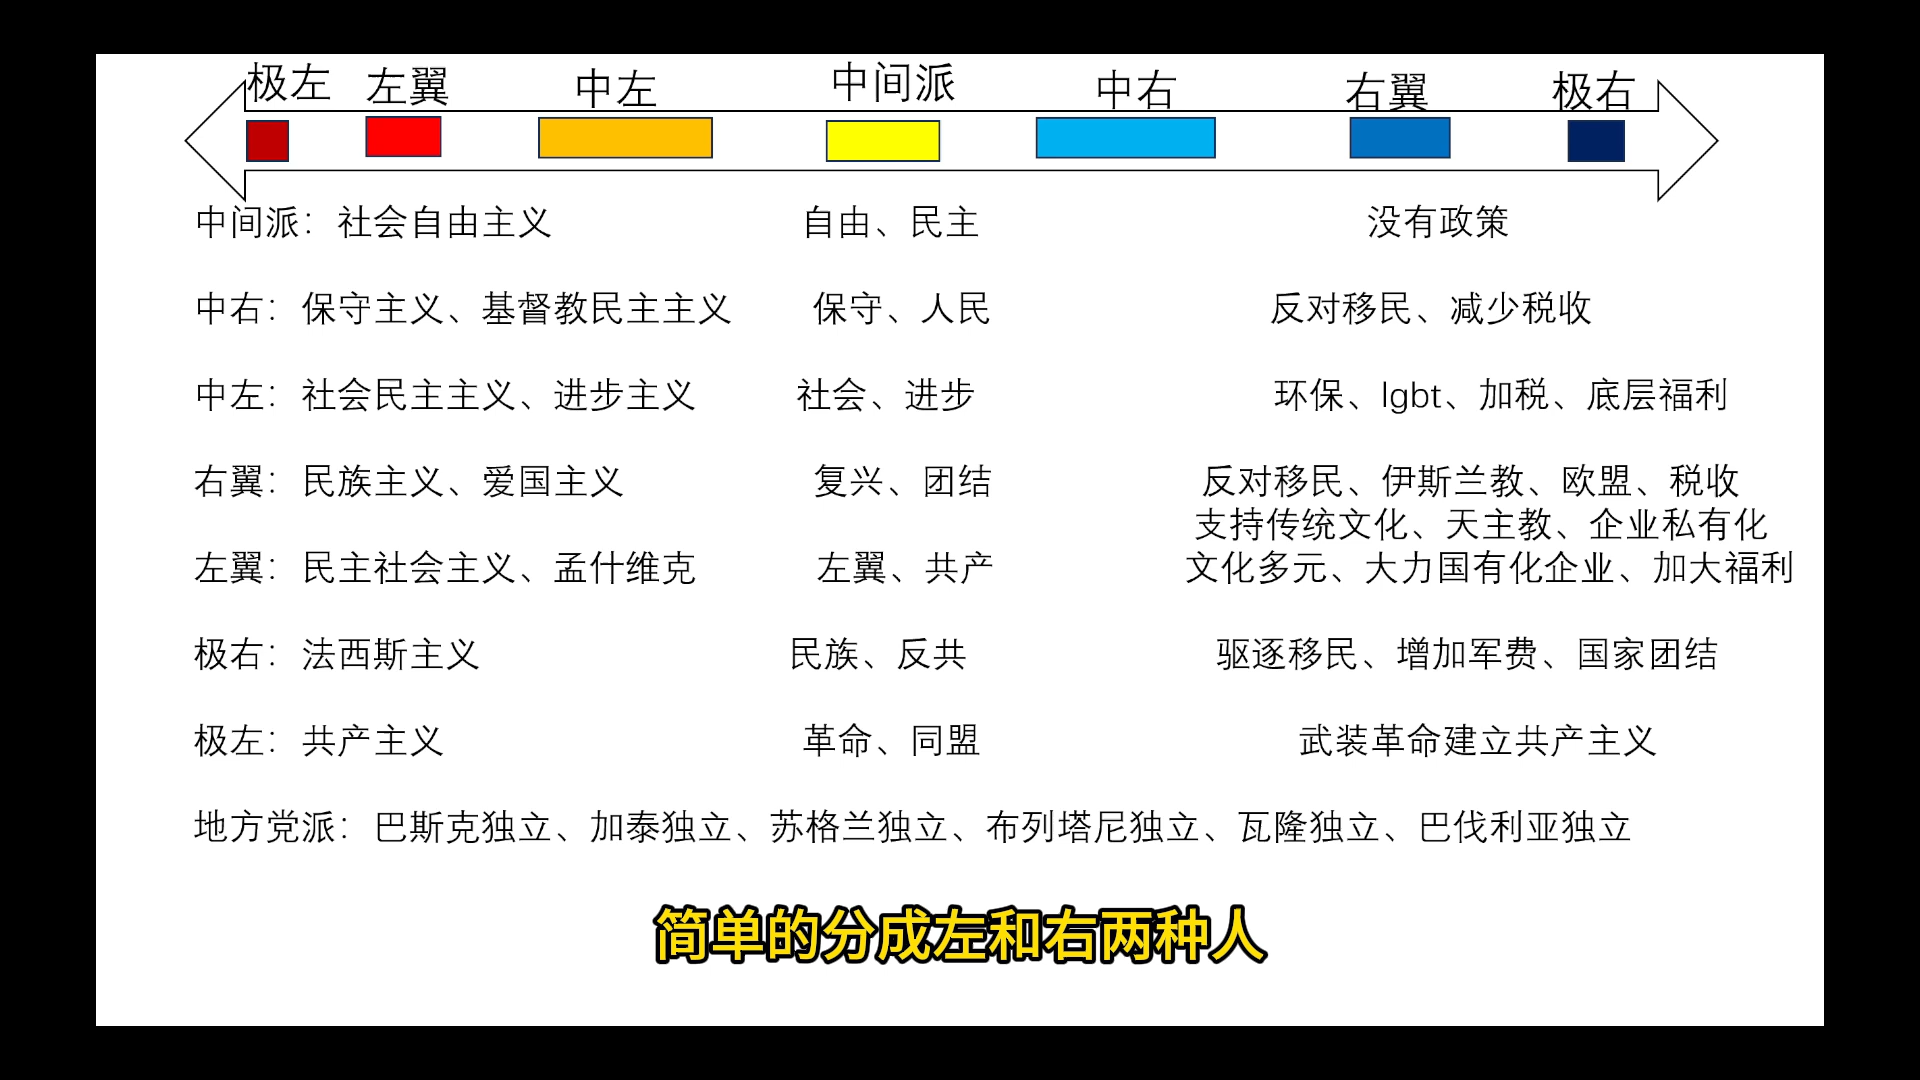 极左 左翼 中左 中间派 中右 右翼 极右
中间派：社会自由主义 自由、民主 没有政策
中右：保守主义、基督教民主主义 保守、人民 反对移民、减少税收
中左：社会民主主义、进步主义 社会、进步 环保、lgbt、加税、底层福利
右翼：民族主义、爱国主义 复兴、团结 反对移民、伊斯兰教、欧盟、税收
支持传统文化、天主教、企业私有化
左翼：民主社会主义、孟什维克 左翼、共产 文化多元、大力国有化企业、加大福利
极右：法西斯主义 民族、反共 驱逐移民、增加军费、国家团结
极左：共产主义 革命、同盟 武装革命建立共产主义
地方党派：巴斯克独立、加泰独立、苏格兰独立、布列塔尼独立、瓦隆独立、巴伐利亚独立
简单的分成左和右两种人